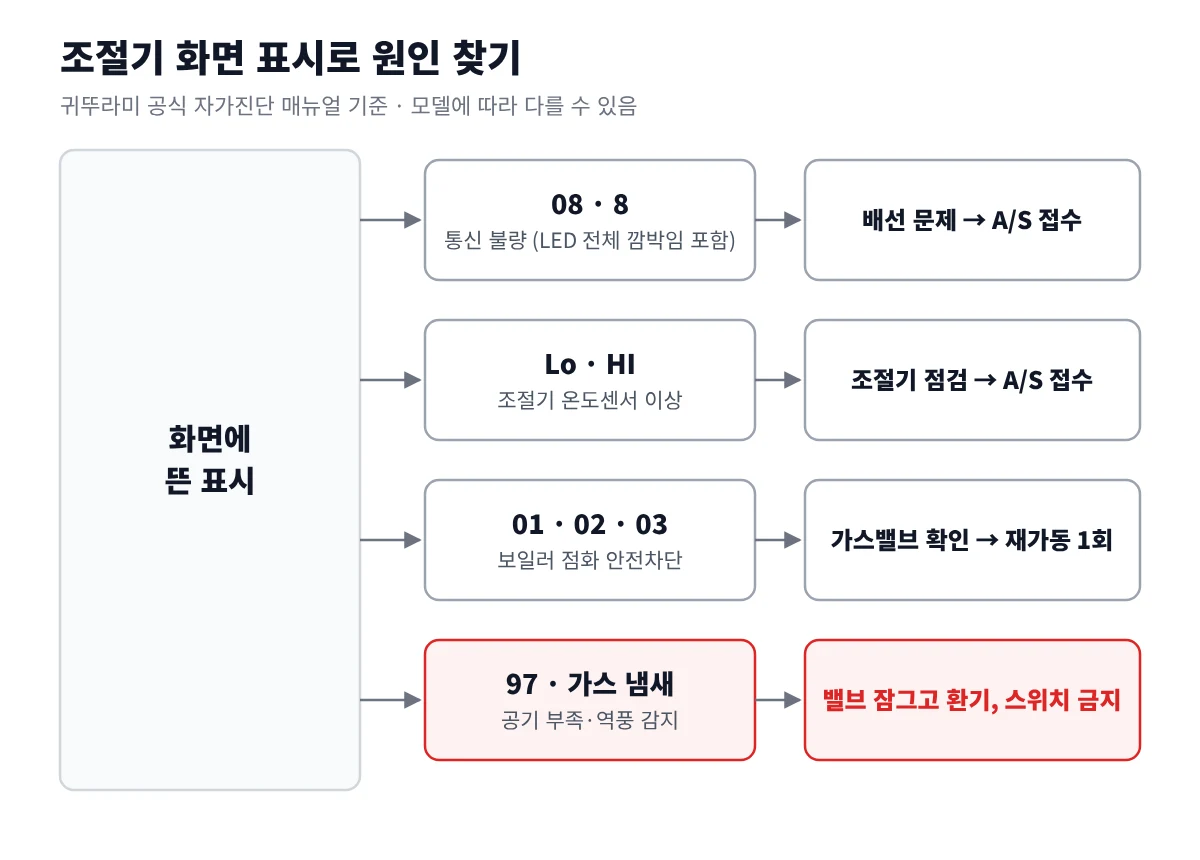 조절기 화면 표시로 원인 찾기
귀뚜라미 공식 자가진단 매뉴얼 기준 · 모델에 따라 다를 수 있음
화면에
뜬 표시
08 · 8
통신 불량 (LED 전체 깜박임 포함)
배선 문제 → A/S 접수
Lo · HI
조절기 온도센서 이상
조절기 점검 → A/S 접수
01 · 02 · 03
보일러 점화 안전차단
가스밸브 확인 → 재가동 1회
97 · 가스 냄새
공기 부족·역풍 감지
밸브 잠그고 환기, 스위치 금지